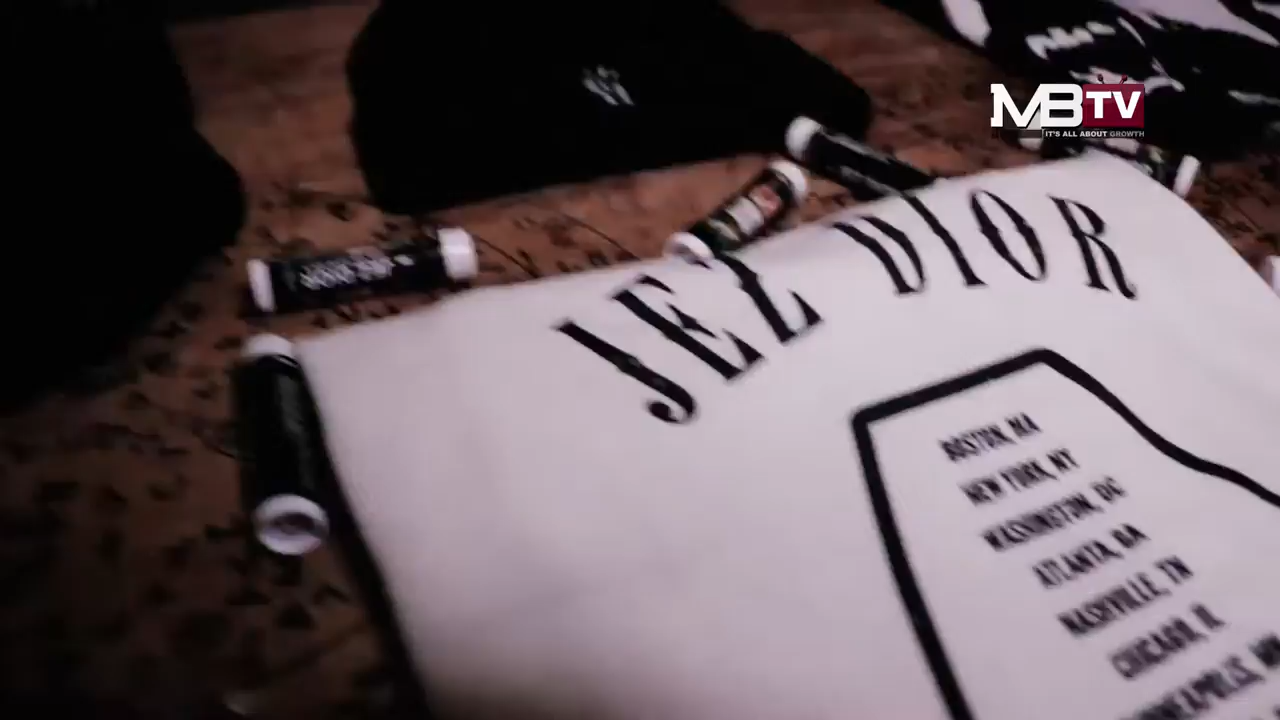 MBTV
IT'S ALL ABOUT GROWTH
JEZ DIOR
BOSTON, MA
NEW YORK, NY
WASHINGTON, DC
ATLANTA, GA
NASHVILLE, TN
CHICAGO, IL